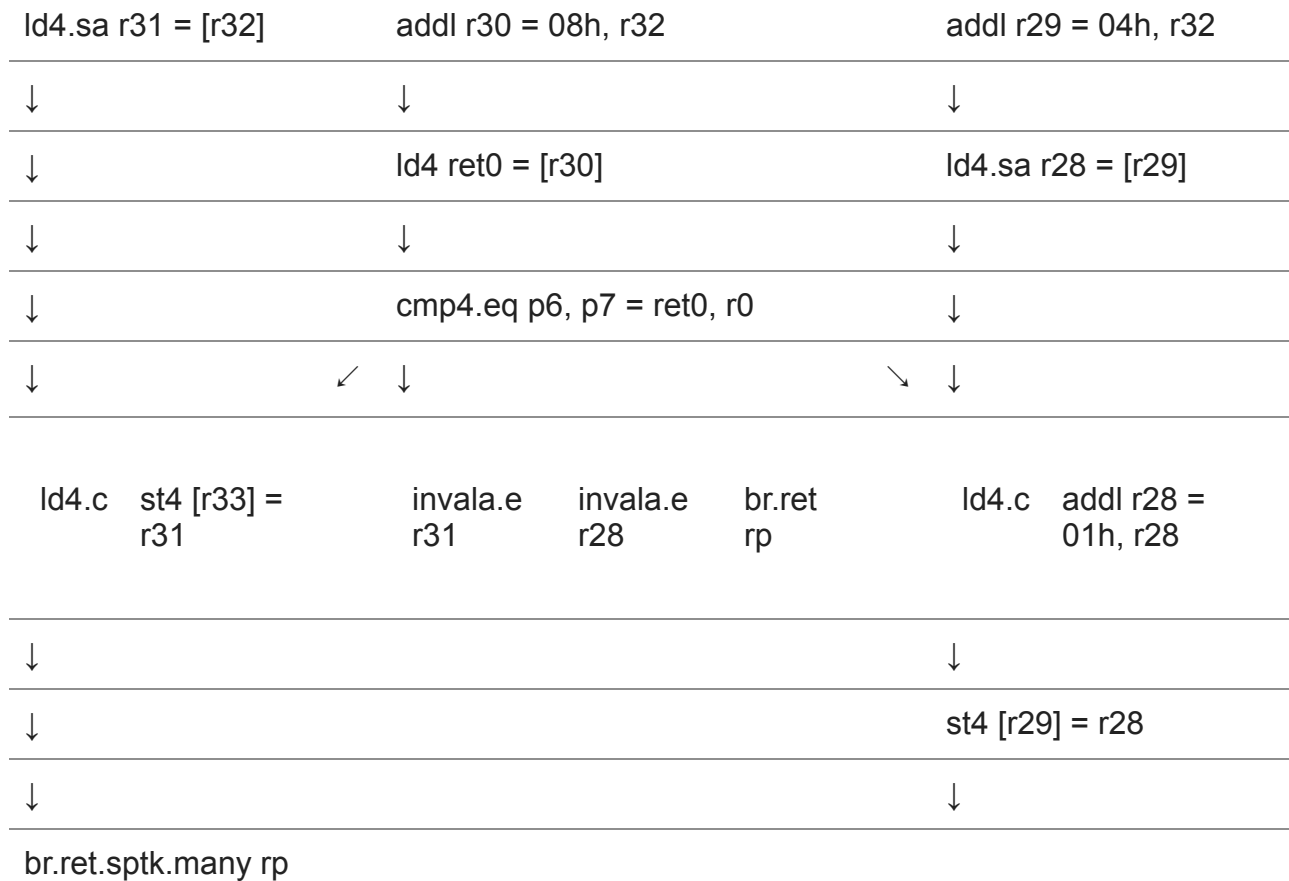 ld4.sa r31 = [r32] addl r30 = 08h, r32 addl r29 = 04h, r32
↓ ↓ ↓
↓ ld4 ret0 = [r30] ld4.sa r28 = [r29]
↓ ↓ ↓
↓ cmp4.eq p6, p7 = ret0, r0 ↓
↓ ↙ ↓ ↘ ↓
ld4.c st4 [r33] = invala.e invala.e br.ret ld4.c addl r28 =
r31 r31 r28 rp 01h, r28
↓ ↓
↓ st4 [r29] = r28
↓ ↓
br.ret.sptk.many rp